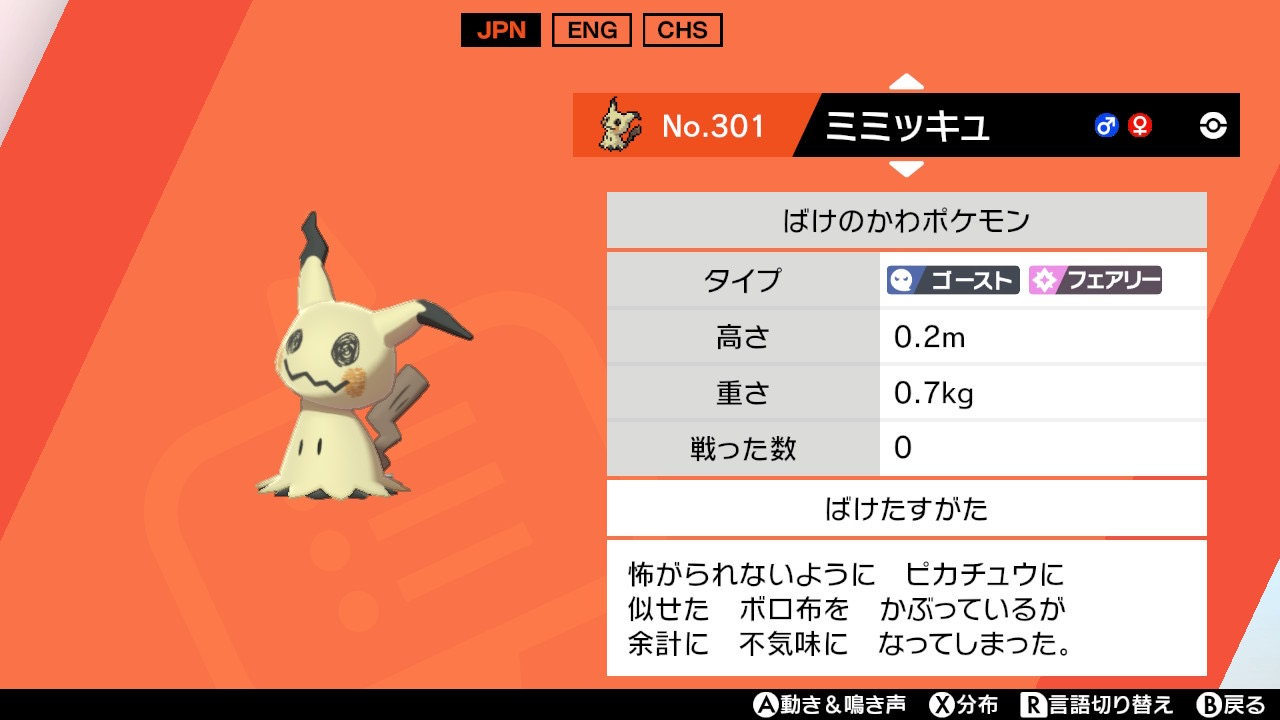 JPN ENG CHS
No.301 ミミッキュ ♂ ♀
ばけのかわポケモン
タイプ ゴースト フェアリー
高さ 0.2m
重さ 0.7kg
戦った数 0
ばけたすがた
怖がられないように　ピカチュウに
似せた　ボロ布を　かぶっているが
余計に　不気味に　なってしまった。
Ⓐ動き＆鳴き声 Ⓧ分布 R言語切り替え Ⓑ戻る